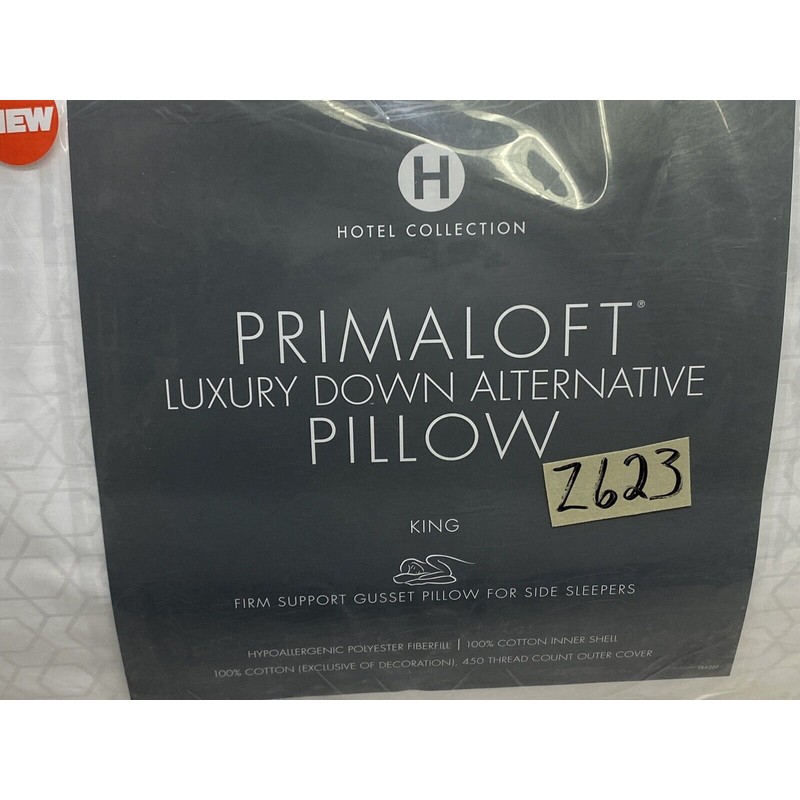 NEW
H
HOTEL COLLECTION
PRIMALOFT®
LUXURY DOWN ALTERNATIVE
PILLOW
Z623
KING
FIRM SUPPORT GUSSET PILLOW FOR SIDE SLEEPERS
HYPOALLERGENIC POLYESTER FIBERFILL | 100% COTTON INNER SHELL
100% COTTON (EXCLUSIVE OF DECORATION), 450 THREAD COUNT OUTER COVER